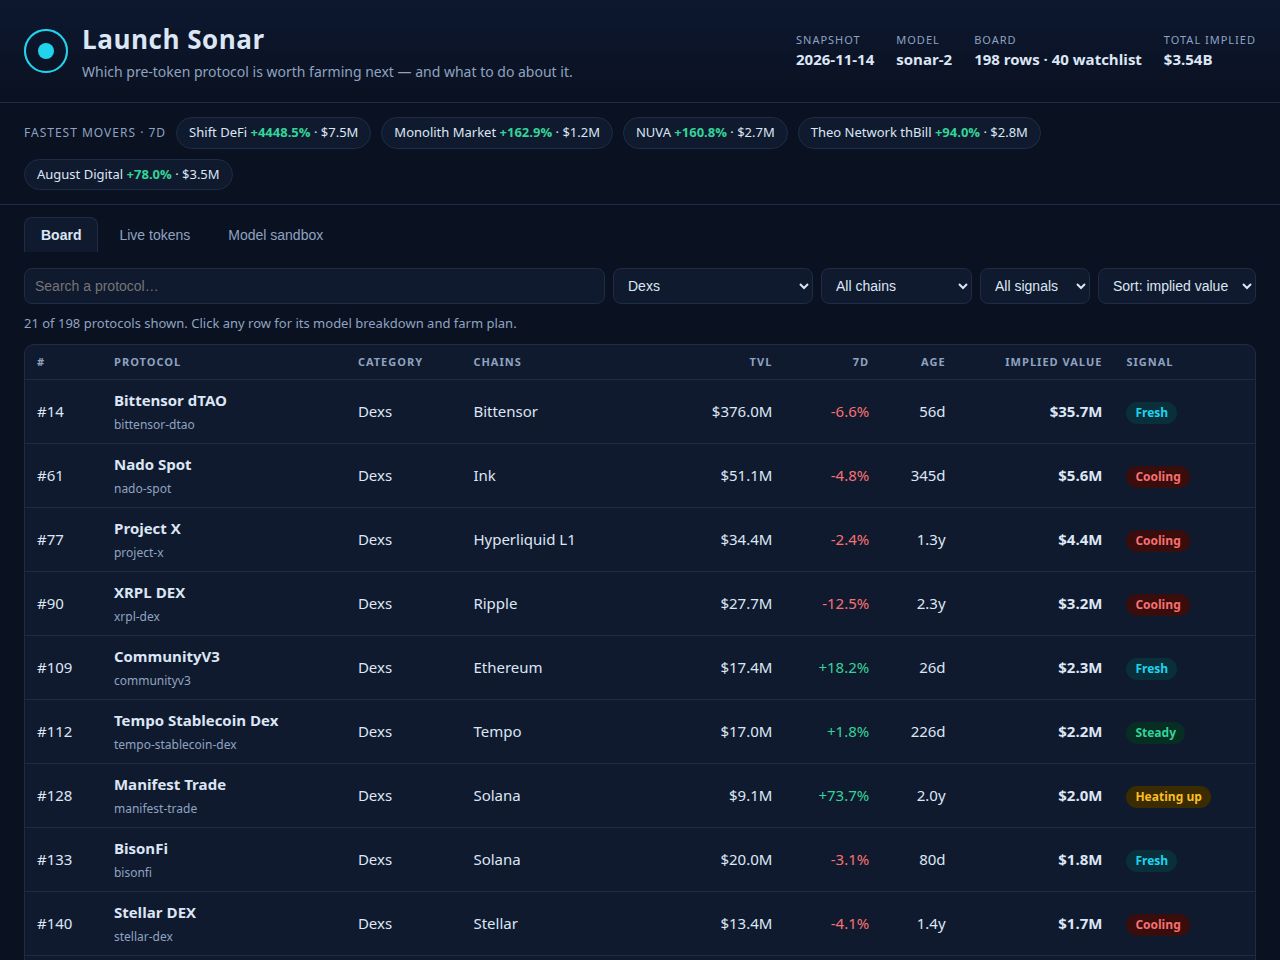 Launch Sonar
Which pre-token protocol is worth farming next — and what to do about it.
SNAPSHOT MODEL BOARD TOTAL IMPLIED
2026-11-14 sonar-2 198 rows · 40 watchlist $3.54B
FASTEST MOVERS · 7D Shift DeFi +4448.5% · $7.5M Monolith Market +162.9% · $1.2M NUVA +160.8% · $2.7M Theo Network thBill +94.0% · $2.8M
August Digital +78.0% · $3.5M
Board Live tokens Model sandbox
Search a protocol… Dexs All chains All signals Sort: implied value
21 of 198 protocols shown. Click any row for its model breakdown and farm plan.
# PROTOCOL CATEGORY CHAINS TVL 7D AGE IMPLIED VALUE SIGNAL
#14 Bittensor dTAO Dexs Bittensor $376.0M -6.6% 56d $35.7M Fresh
bittensor-dtao
#61 Nado Spot Dexs Ink $51.1M -4.8% 345d $5.6M Cooling
nado-spot
#77 Project X Dexs Hyperliquid L1 $34.4M -2.4% 1.3y $4.4M Cooling
project-x
#90 XRPL DEX Dexs Ripple $27.7M -12.5% 2.3y $3.2M Cooling
xrpl-dex
#109 CommunityV3 Dexs Ethereum $17.4M +18.2% 26d $2.3M Fresh
communityv3
#112 Tempo Stablecoin Dex Dexs Tempo $17.0M +1.8% 226d $2.2M Steady
tempo-stablecoin-dex
#128 Manifest Trade Dexs Solana $9.1M +73.7% 2.0y $2.0M Heating up
manifest-trade
#133 BisonFi Dexs Solana $20.0M -3.1% 80d $1.8M Fresh
bisonfi
#140 Stellar DEX Dexs Stellar $13.4M -4.1% 1.4y $1.7M Cooling
stellar-dex